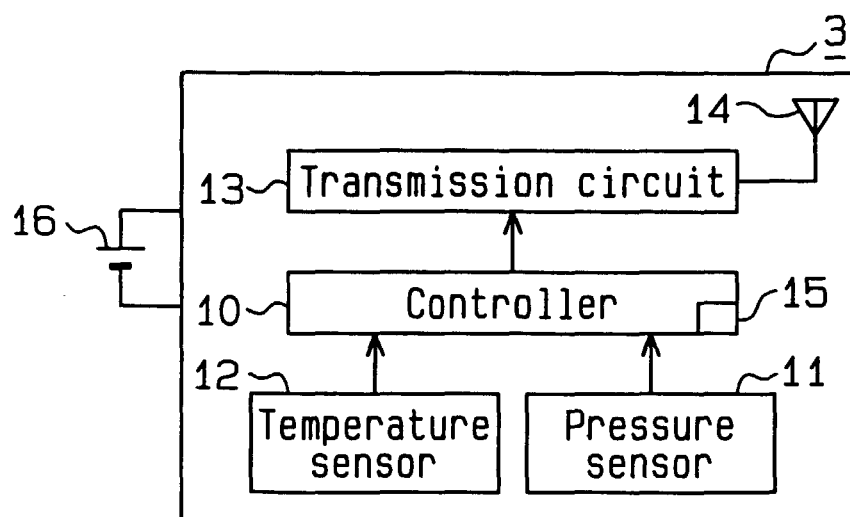 3
14
13
Transmission circuit
16
10
Controller
15
12
11
Temperature
sensor
Pressure
sensor